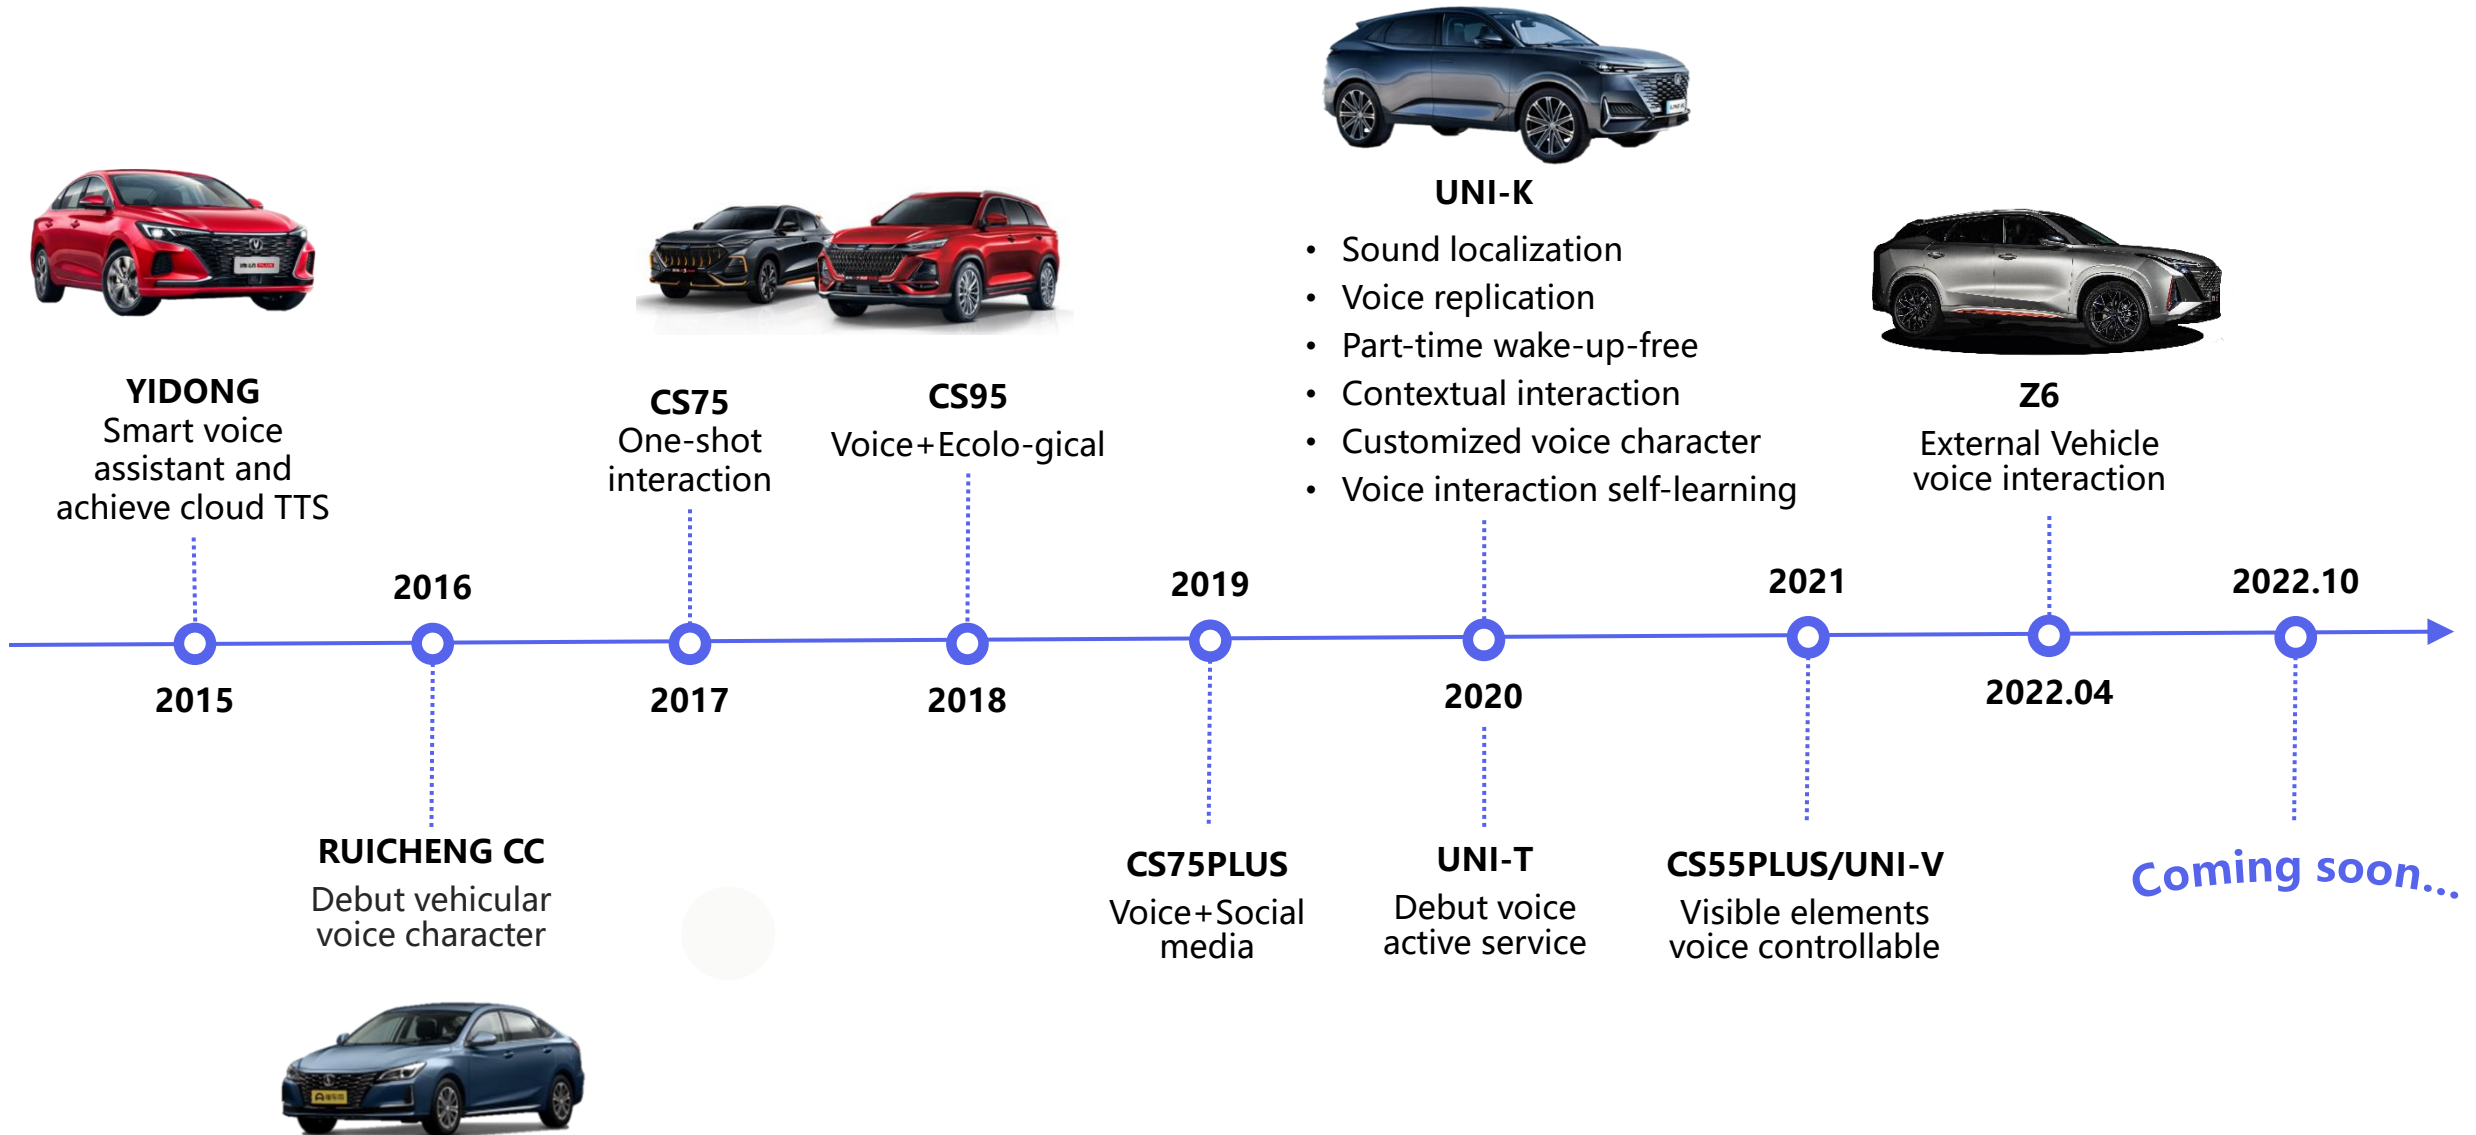 UNI-K
• Sound localization
• Voice replication
• Part-time wake-up-free
• Contextual interaction
• Customized voice character
• Voice interaction self-learning
YIDONG
Smart voice
assistant and
achieve cloud TTS
CS75
One-shot
interaction
CS95
Voice+Ecolo-gical
Z6
External Vehicle
voice interaction
2016
2019
2021
2022.10
2015
2017
2018
2020
2022.04
RUICHENG CC
Debut vehicular
voice character
CS75PLUS
Voice+Social
media
UNI-T
Debut voice
active service
CS55PLUS/UNI-V
Visible elements
voice controllable
Coming soon...